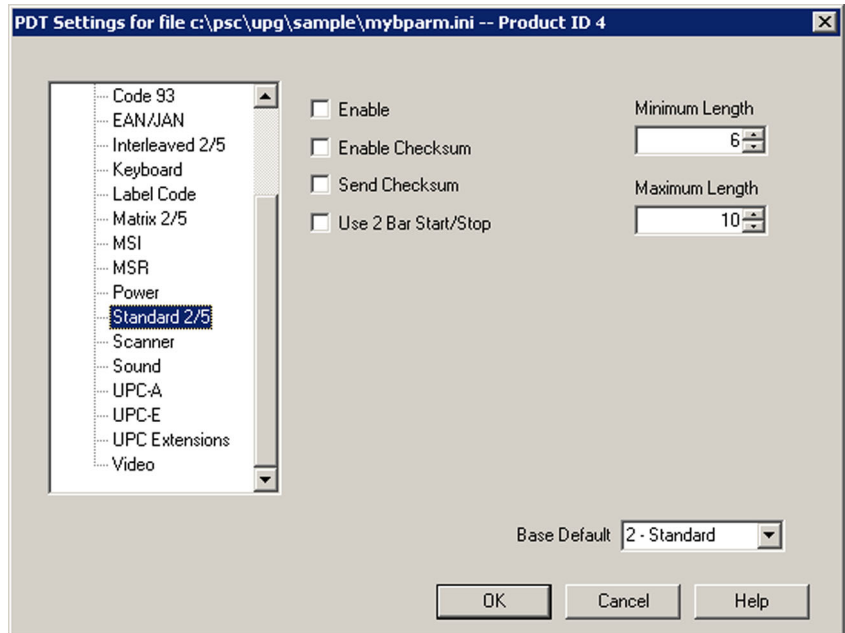 PDT Settings for file c:\psc\upg\sample\mybparm.ini -- Product ID 4
Code 93
EAN/JAN
Interleaved 2/5
Keyboard
Label Code
Matrix 2/5
MSI
MSR
Power
Standard 2/5
Scanner
Sound
UPC-A
UPC-E
UPC Extensions
Video
Enable
Enable Checksum
Send Checksum
Use 2 Bar Start/Stop
Minimum Length
6
Maximum Length
10
Base Default 2 - Standard
OK Cancel Help